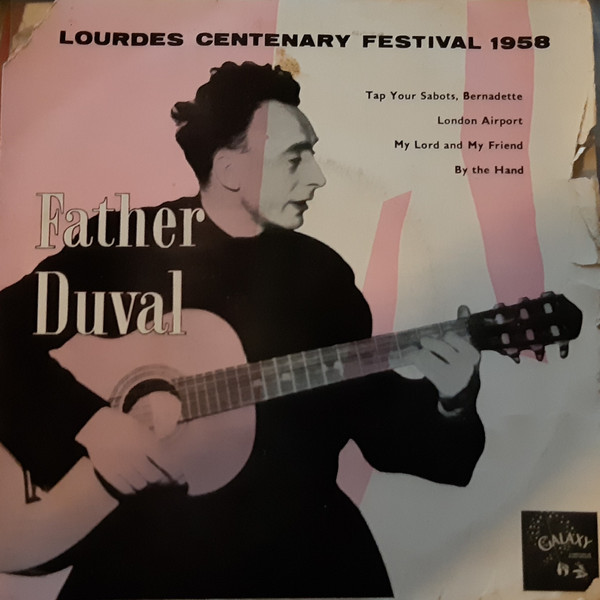 LOURDES CENTENARY FESTIVAL 1958
Tap Your Sabots, Bernadette
London Airport
My Lord and My Friend
By the Hand
Father
Duval
GALAXY